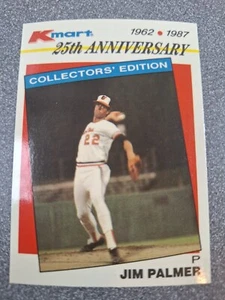 Kmart 1962 • 1987
25th ANNIVERSARY
COLLECTORS' EDITION
22
P
JIM PALMER